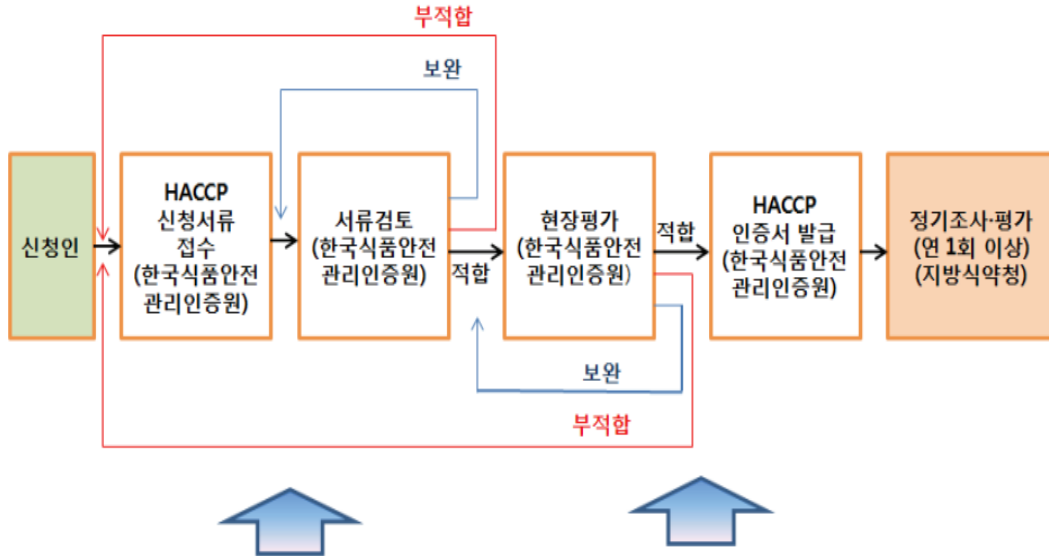 부적합
보완
신청인
HACCP
신청서류
접수
(한국식품안전
관리인증원)
서류검토
(한국식품안전
관리인증원)
적합
현장평가
(한국식품안전
관리인증원)
적합
HACCP
인증서 발급
(한국식품안전
관리인증원)
정기조사·평가
(연 1회 이상)
(지방식약청)
보완
부적합